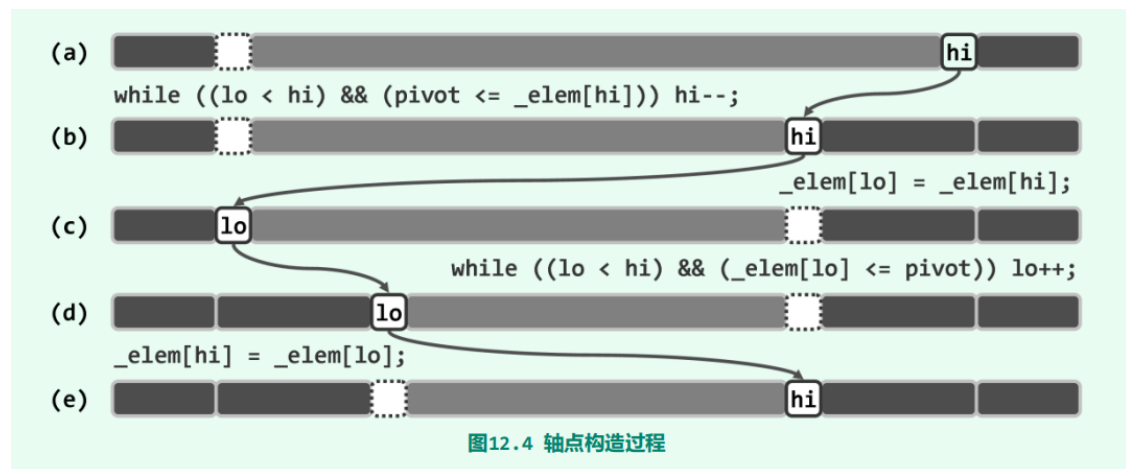 (a) hi
while ((lo < hi) && (pivot <= _elem[hi])) hi--;
(b) hi
_elem[lo] = _elem[hi];
(c) lo
while ((lo < hi) && (_elem[lo] <= pivot)) lo++;
(d) lo
_elem[hi] = _elem[lo];
(e) hi
图12.4 轴点构造过程